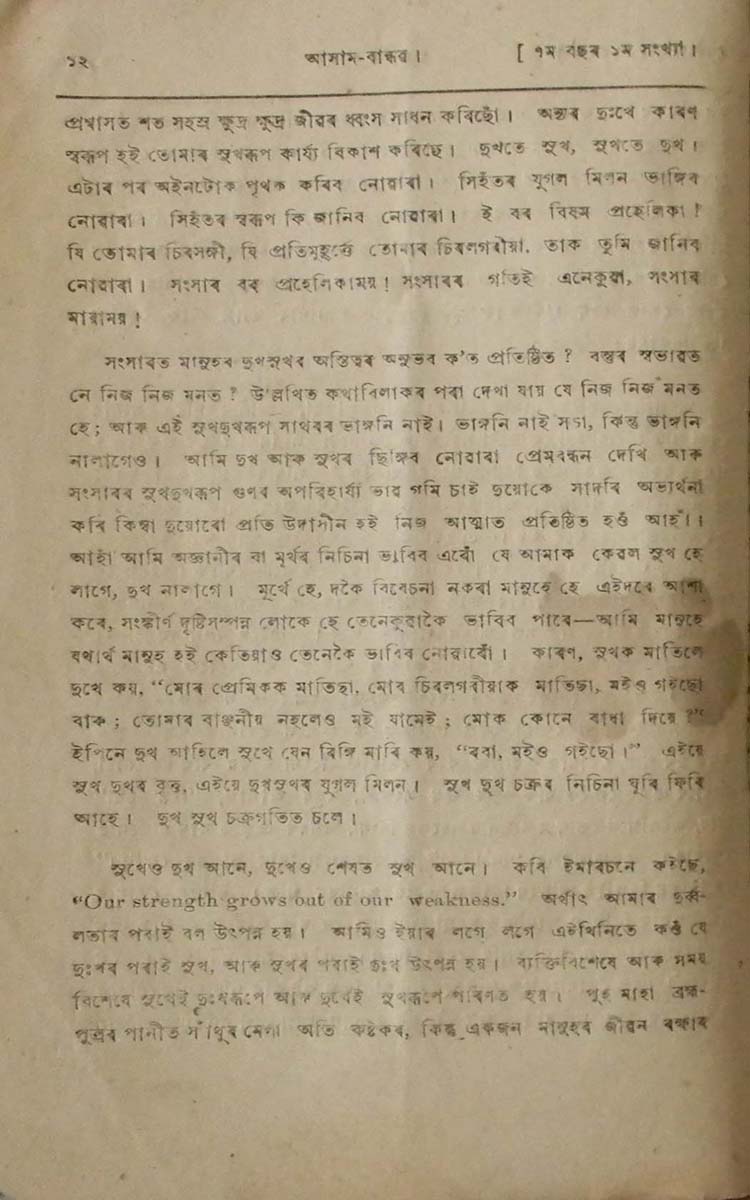 ১২
আসাম-বান্ধৱ ।
[ ৭ম বছৰ ১ম সংখ্যা ।
প্ৰশ্বাসত শত সহস্ৰ ক্ষুদ্ৰ ক্ষুদ্ৰ জীৱৰ ধ্বংস সাধন কৰিছোঁ । অন্তৰ দুঃখে কাৰণ
স্বৰূপ হই তোমাৰ সুখৰূপ কাৰ্য্য বিকাশ কৰিছে । দুখতে সুখ, সুখতে দুখ ।
এটাৰ পৰ অইনটোক পৃথক কৰিব নোৱাৰা । সিহঁতৰ যুগল মিলন ভাঙ্গিব
নোৱাৰা । সিহঁতৰ স্বৰূপ কি জানিব নোৱাৰা । ই বৰ বিষম প্ৰহেলিকা !
যি তোমাৰ চিৰসঙ্গী, যি প্ৰতিমুহূৰ্ত্তে তোমাৰ চিৰলগৰীয়া. তাক তুমি জানিব
নোৱাৰা । সংসাৰ বৰ প্ৰহেলিকাময় ! সংসাৰৰ গতিই এনেকুৱা, সংসাৰ
মায়াময় !
সংসাৰত মানুহৰ দুখসুখৰ অস্তিত্বৰ অনুভৱ ক'ত প্ৰতিষ্ঠিত ? বস্তুৰ স্বভাৱত
নে নিজ নিজ মনত ? উল্লখিত কথাবিলাকৰ পৰা দেখা যায় যে নিজ নিজ মনত
হে ; আৰু এই সুখদুখৰূপ সাথৰৰ ভাঙ্গনি নাই । ভাঙ্গনি নাই সঁচা, কিন্তু ভাঙ্গনি
নালাগেও । আমি দুখ আৰু সুখৰ ছিঙ্গিব নোৱাৰা প্ৰেমবন্ধন দেখি আৰু
সংসাৰৰ সুখদুখৰূপ গুণৰ অপৰিহাৰ্য্য ভাৱ গমি চাই দুয়োকে সাদৰি অভ্যৰ্থনা
কৰি কিম্বা দুয়োৰো প্ৰতি উদাসীন হই নিজ আত্মাত প্ৰতিষ্ঠিত হওঁ আহাঁ ।
আহাঁ আমি অজ্ঞানীৰ বা মূৰ্খৰ নিচিনা ভাবিব এৰোঁ যে আমাক কেৱল সুখ হে
লাগে, দুখ নালাগে । মূৰ্খে হে, দকৈ বিবেচনা নকৰা মানুহে হে এইদৰে আশা
কৰে, সংকীৰ্ণ দৃষ্টিসম্পন্ন লোকে হে তেনেকুৱাকৈ ভাবিব পাৰে—আমি মানুহে
যথাৰ্থ মানুহ হই কেতিয়াও তেনেকৈ ভাবিব নোৱাৰোঁ । কাৰণ, সুখক মাতিলে
দুখে কয়, “মোৰ প্ৰেমিকক মাতিছা, মোৰ চিৰলগৰীয়াক মাতিছা, মইও গইছো
বাৰু ; তোমাৰ বাঞ্ছনীয় নহলেও মই যামেই ; মোক কোনে বাধা দিয়ে ?”
ইপিনে দুখ আহিলে সুখে যেন ৰিঙ্গি মাৰি কয়, “ৰবা, মইও গইছো ।” এইয়ে
সুখ দুখৰ বৃত্ত, এইয়ে দুখসুখৰ যুগল মিলন । সুখ দুখ চক্ৰৰ নিচিনা ঘূৰি ফিৰি
আহে । দুখ সুখ চক্ৰগতিত চলে ।
সুখেও দুখ আনে, দুখেও শেষত সুখ আনে । কবি ইমাৰচনে কইছে,
“Our strength grows out of our weakness.” অৰ্থাৎ আমাৰ দুৰ্ব্ব-
লতাৰ পৰাই বল উৎপন্ন হয় । আমিও ইয়াৰ লগে লগে এইখিনিতে কওঁ যে
দুঃখৰ পৰাই সুখ, আৰু সুখৰ পৰাই দুঃখ উৎপন্ন হয় । ব্যক্তিবিশেষে আৰু সময়
বিশেষে সুখেই দুঃখৰূপে আৰু দুখেই সুখৰূপে পৰিণত হয় । পুহ মাহা ব্ৰহ্ম-
পুত্ৰৰ পানীত সাঁথুৰ মেলা অতি কষ্টকৰ, কিন্তু একজন মানুহৰ জীৱন ৰক্ষাৰ